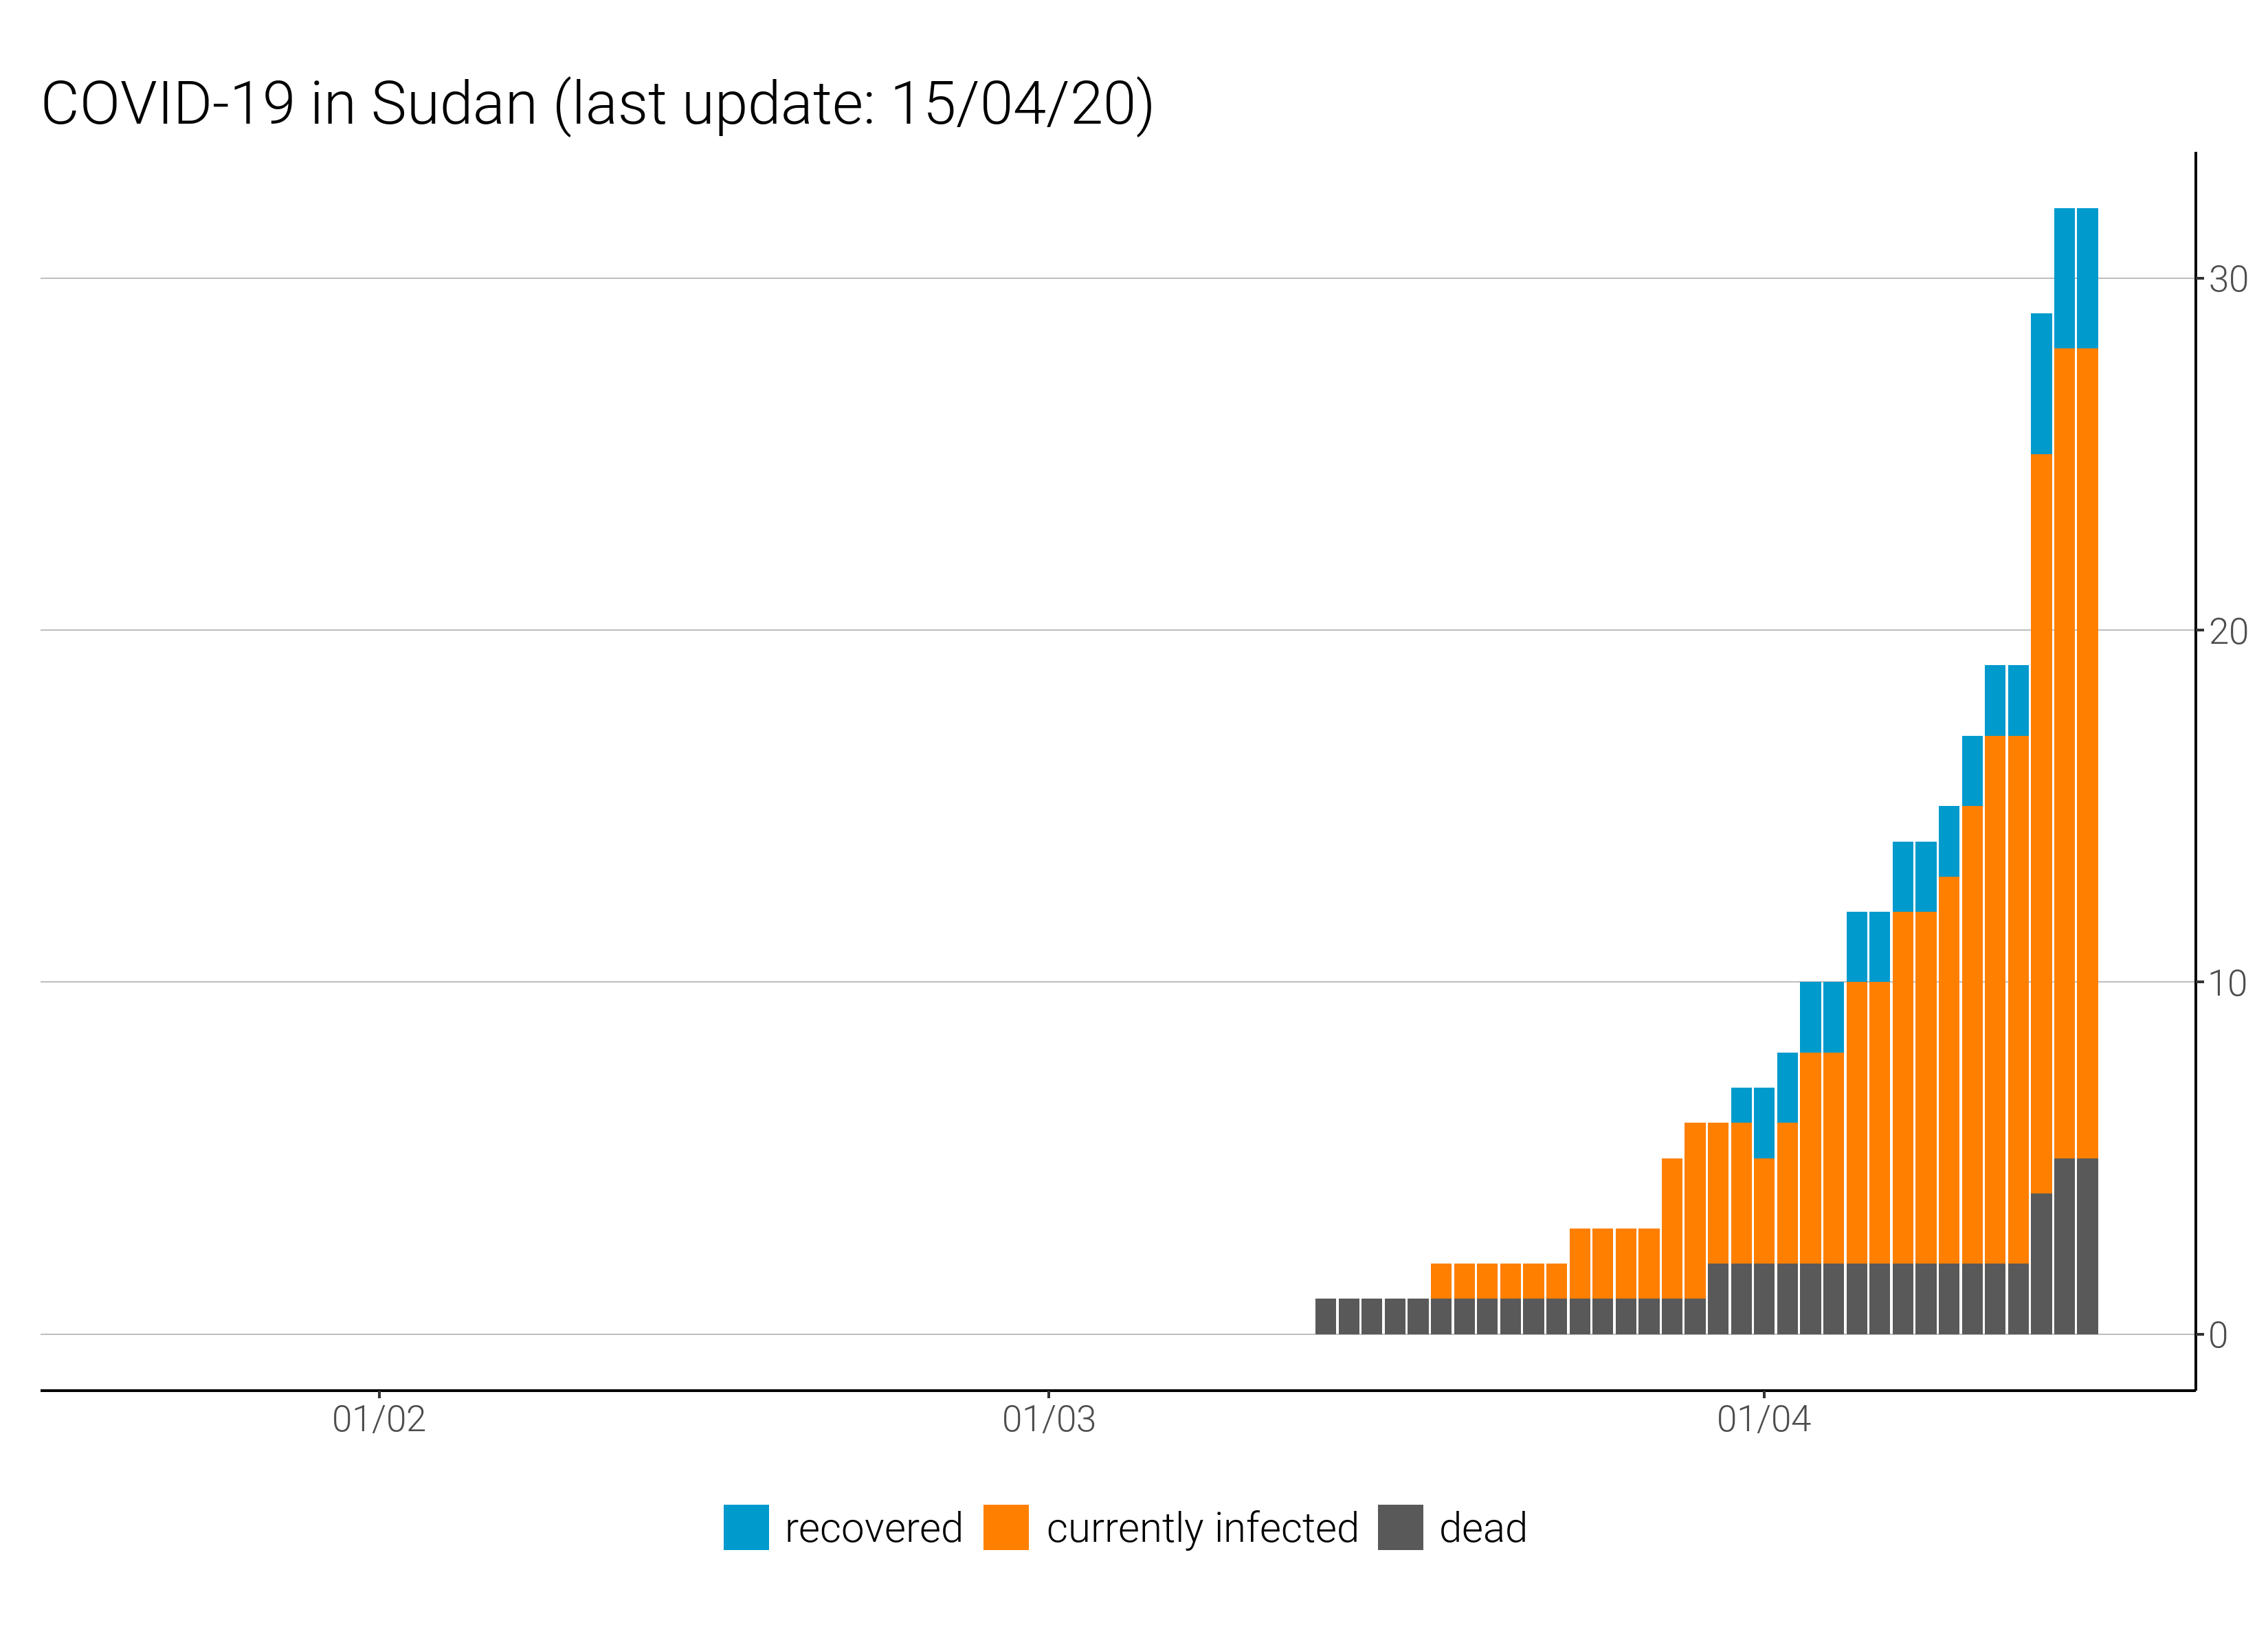 COVID-19 in Sudan (last update: 15/04/20)
30
20
10
0
01/02 01/03 01/04
recovered currently infected dead